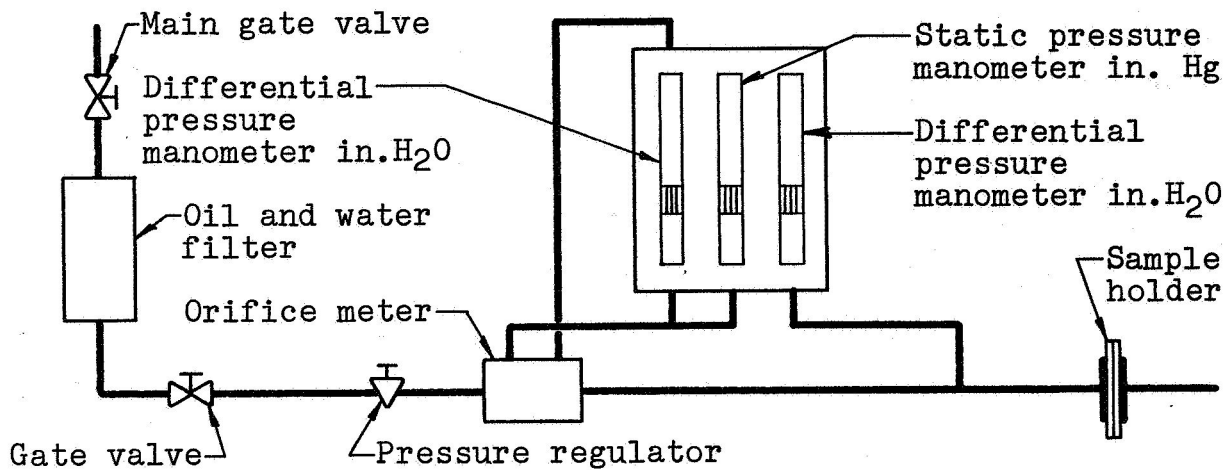 Main gate valve
Differential
pressure
manometer in.H₂O
Static pressure
manometer in. Hg
Differential
pressure
manometer in.H₂O
Oil and water
filter
Orifice meter
Sample
holder
Gate valve
Pressure regulator